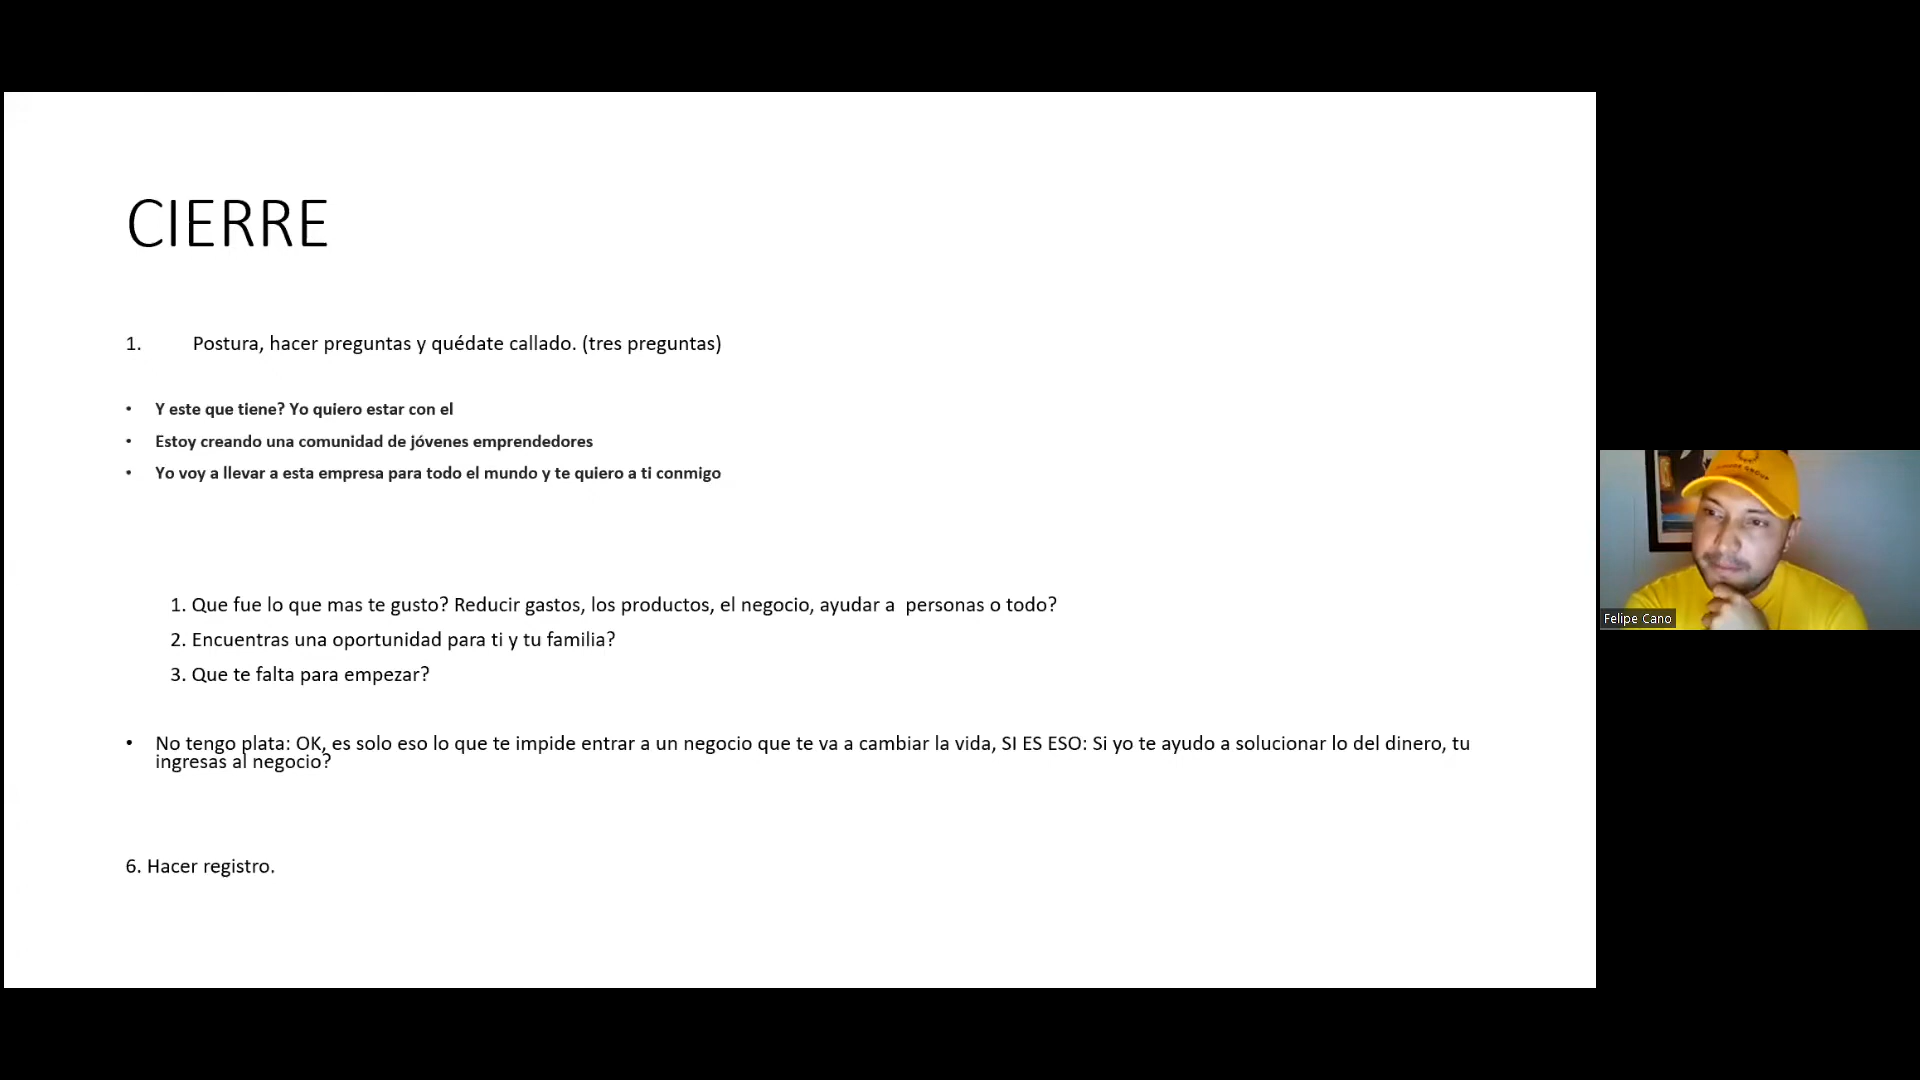 CIERRE
1. Postura, hacer preguntas y quédate callado. (tres preguntas)
• Y este que tiene? Yo quiero estar con el
• Estoy creando una comunidad de jóvenes emprendedores
• Yo voy a llevar a esta empresa para todo el mundo y te quiero a ti conmigo
1. Que fue lo que mas te gusto? Reducir gastos, los productos, el negocio, ayudar a personas o todo?
2. Encuentras una oportunidad para ti y tu familia?
3. Que te falta para empezar?
• No tengo plata: OK, es solo eso lo que te impide entrar a un negocio que te va a cambiar la vida, SI ES ESO: Si yo te ayudo a solucionar lo del dinero, tu
ingresas al negocio?
6. Hacer registro.
Felipe Cano